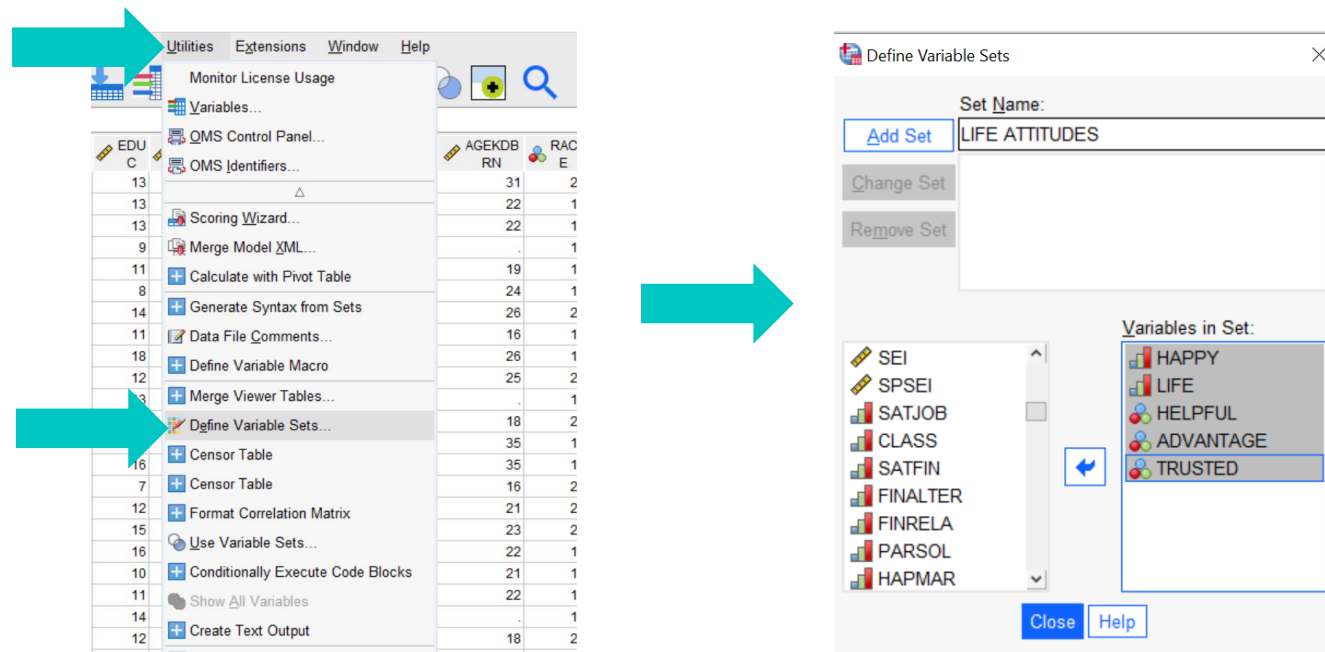 Utilities Extensions Window Help
Monitor License Usage
Variables...
OMS Control Panel...
OMS Identifiers...
Scoring Wizard...
Merge Model XML...
Calculate with Pivot Table
Generate Syntax from Sets
Data File Comments...
Define Variable Macro
Merge Viewer Tables...
Define Variable Sets...
Censor Table
Censor Table
Format Correlation Matrix
Use Variable Sets...
Conditionally Execute Code Blocks
Show All Variables
Create Text Output
EDU
C
13
13
13
9
11
8
14
11
18
12
16
7
12
15
16
10
11
14
12
AGEKDB
RN
31
22
22
.
19
24
26
16
26
25
.
18
35
35
16
21
23
22
21
22
.
18
RAC
E
2
1
1
1
1
1
2
1
1
2
1
2
1
1
2
2
2
1
1
1
1
2
Define Variable Sets
Set Name:
Add Set
LIFE ATTITUDES
Change Set
Remove Set
SEI
SPSEI
SATJOB
CLASS
SATFIN
FINALTER
FINRELA
PARSOL
HAPMAR
Variables in Set:
HAPPY
LIFE
HELPFUL
ADVANTAGE
TRUSTED
Close Help